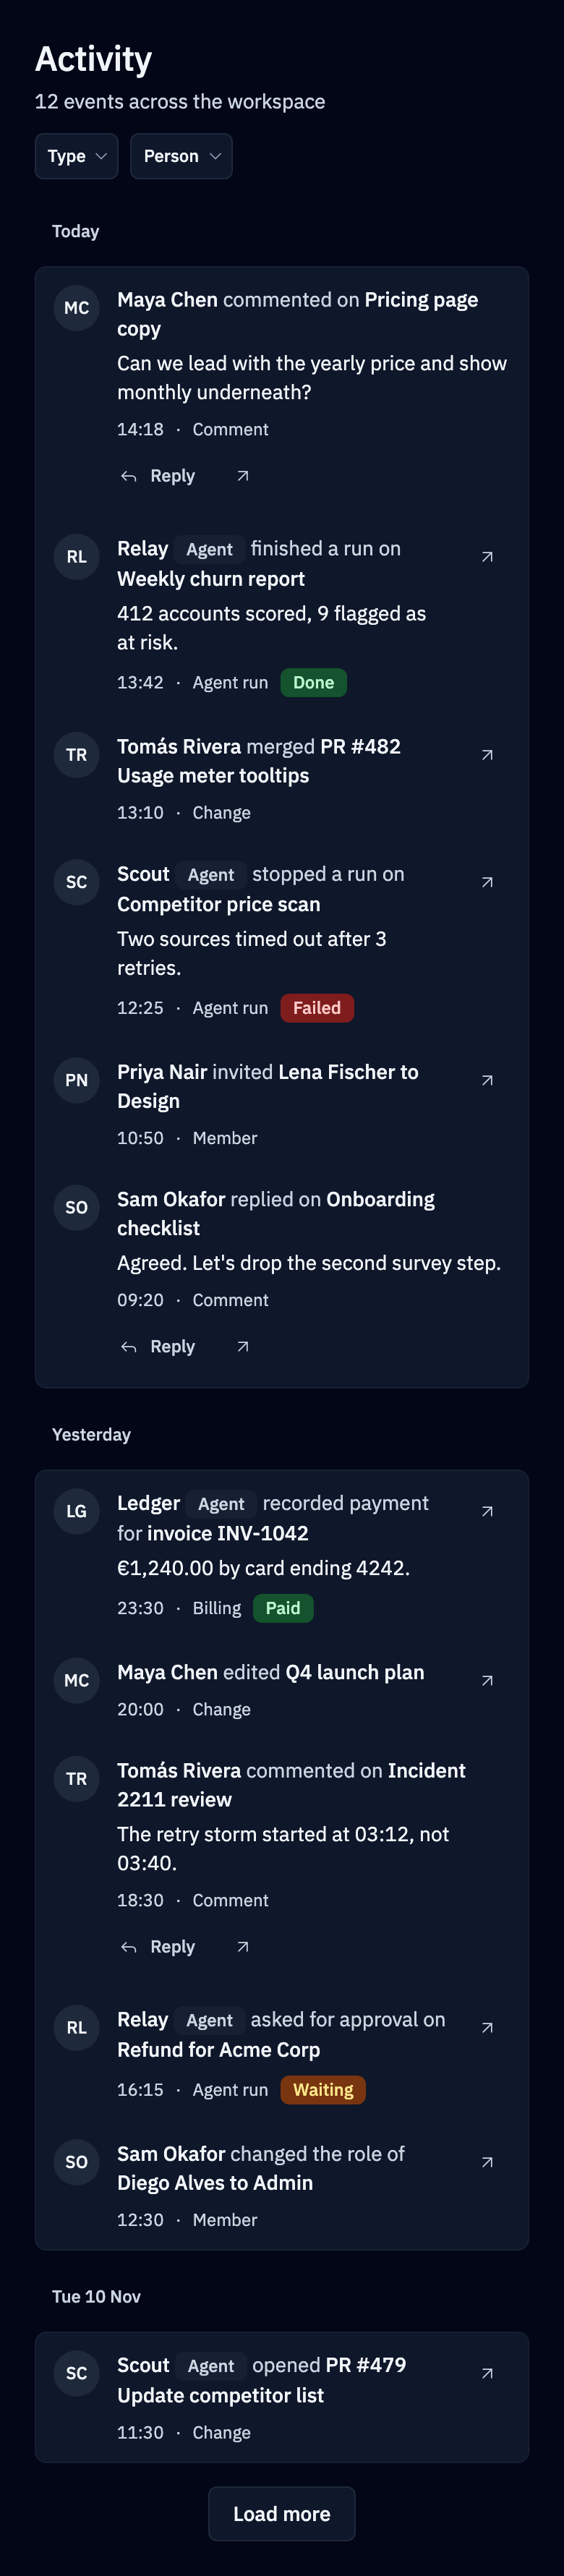 Activity
12 events across the workspace
Type
Person
Today
MC
Maya Chen commented on Pricing page
copy
Can we lead with the yearly price and show
monthly underneath?
14:18 · Comment
Reply
RL
Relay Agent finished a run on
Weekly churn report
412 accounts scored, 9 flagged as
at risk.
13:42 · Agent run Done
TR
Tomás Rivera merged PR #482
Usage meter tooltips
13:10 · Change
SC
Scout Agent stopped a run on
Competitor price scan
Two sources timed out after 3
retries.
12:25 · Agent run Failed
PN
Priya Nair invited Lena Fischer to
Design
10:50 · Member
SO
Sam Okafor replied on Onboarding
checklist
Agreed. Let's drop the second survey step.
09:20 · Comment
Reply
Yesterday
LG
Ledger Agent recorded payment
for invoice INV-1042
€1,240.00 by card ending 4242.
23:30 · Billing Paid
MC
Maya Chen edited Q4 launch plan
20:00 · Change
TR
Tomás Rivera commented on Incident
2211 review
The retry storm started at 03:12, not
03:40.
18:30 · Comment
Reply
RL
Relay Agent asked for approval on
Refund for Acme Corp
16:15 · Agent run Waiting
SO
Sam Okafor changed the role of
Diego Alves to Admin
12:30 · Member
Tue 10 Nov
SC
Scout Agent opened PR #479
Update competitor list
11:30 · Change
Load more